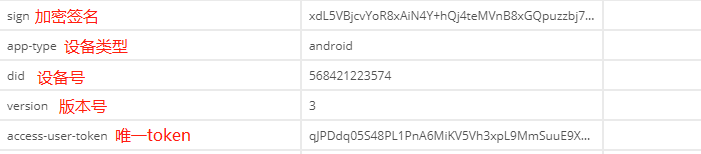 sign 加密签名 xdL5VBjcvYoR8xAiN4Y+hQj4teMVnB8xGQpuzzbj7...
app-type 设备类型 android
did 设备号 568421223574
version 版本号 3
access-user-token 唯一token qJPDdq05S48PL1PnA6MiKV5Vh3xpL9MmSuuE9X...